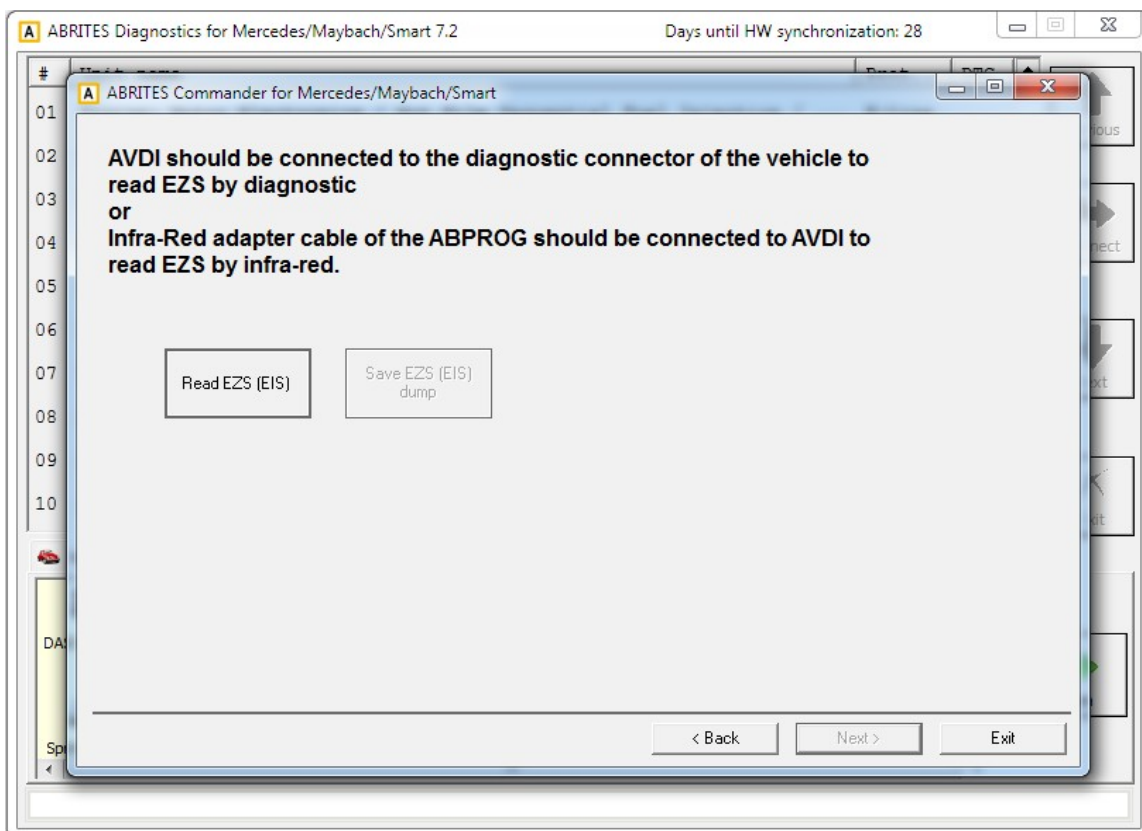 ABRITES Diagnostics for Mercedes/Maybach/Smart 7.2
Days until HW synchronization: 28
#
ABRITES Commander for Mercedes/Maybach/Smart
01
02
03
04
05
06
07
08
09
10
AVDI should be connected to the diagnostic connector of the vehicle to
read EZS by diagnostic
or
Infra-Red adapter cable of the ABPROG should be connected to AVDI to
read EZS by infra-red.
Read EZS (EIS)
Save EZS (EIS)
dump
< Back
Next >
Exit